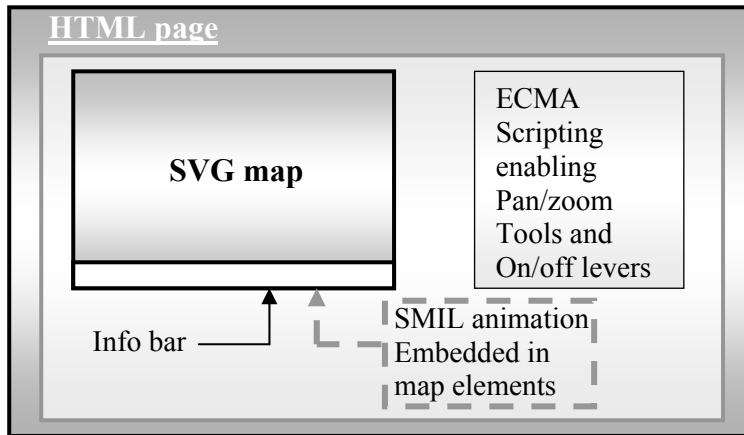 HTML page
SVG map
ECMA
Scripting
enabling
Pan/zoom
Tools and
On/off levers
Info bar
SMIL animation
Embedded in
map elements